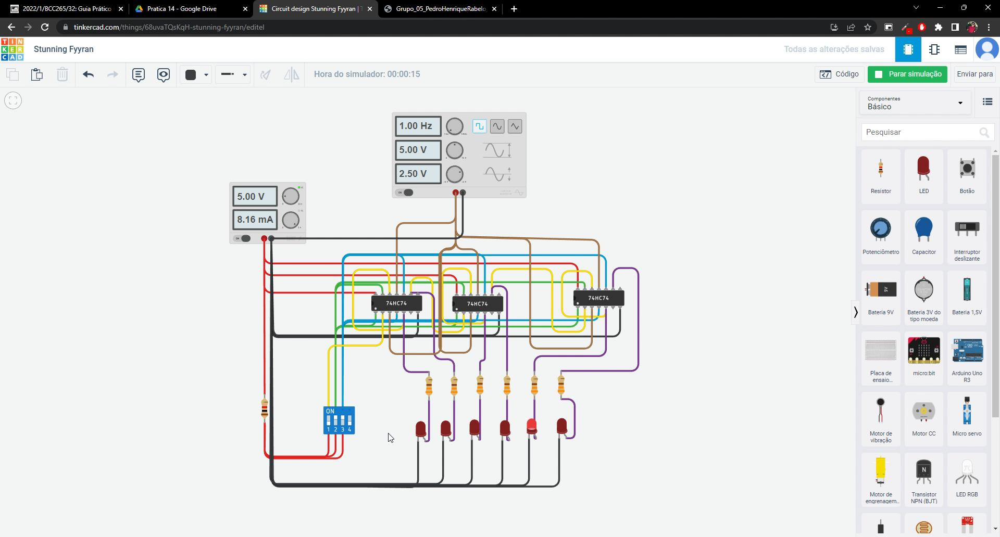 2022/1/BCC265/32: Guia Prático
Pratica 14 - Google Drive
Circuit design Stunning Fyyran |
Grupo_05_PedroHenriqueRabelo
tinkercad.com/things/68uvaTQsKqH-stunning-fyyran/editel
TIN
KER
CAD
Stunning Fyyran
Todas as alterações salvas
Hora do simulador: 00:00:15
Código
Parar simulação
Enviar para
Componentes
Básico
Pesquisar
1.00 Hz
5.00 V
2.50 V
ON
5.00 V
8.16 mA
ON
74HC74
74HC74
74HC74
ON
1 2 3 4
Resistor
LED
Botão
Potenciômetro
Capacitor
Interruptor
deslizante
9V
Bateria 9V
Bateria 3V do
tipo moeda
Bateria 1,5V
Placa de
ensaio...
micro:bit
Arduino Uno
R3
Motor de
vibração
Motor CC
Micro servo
N
Motor de
engrenagem...
Transistor
NPN (BJT)
LED RGB